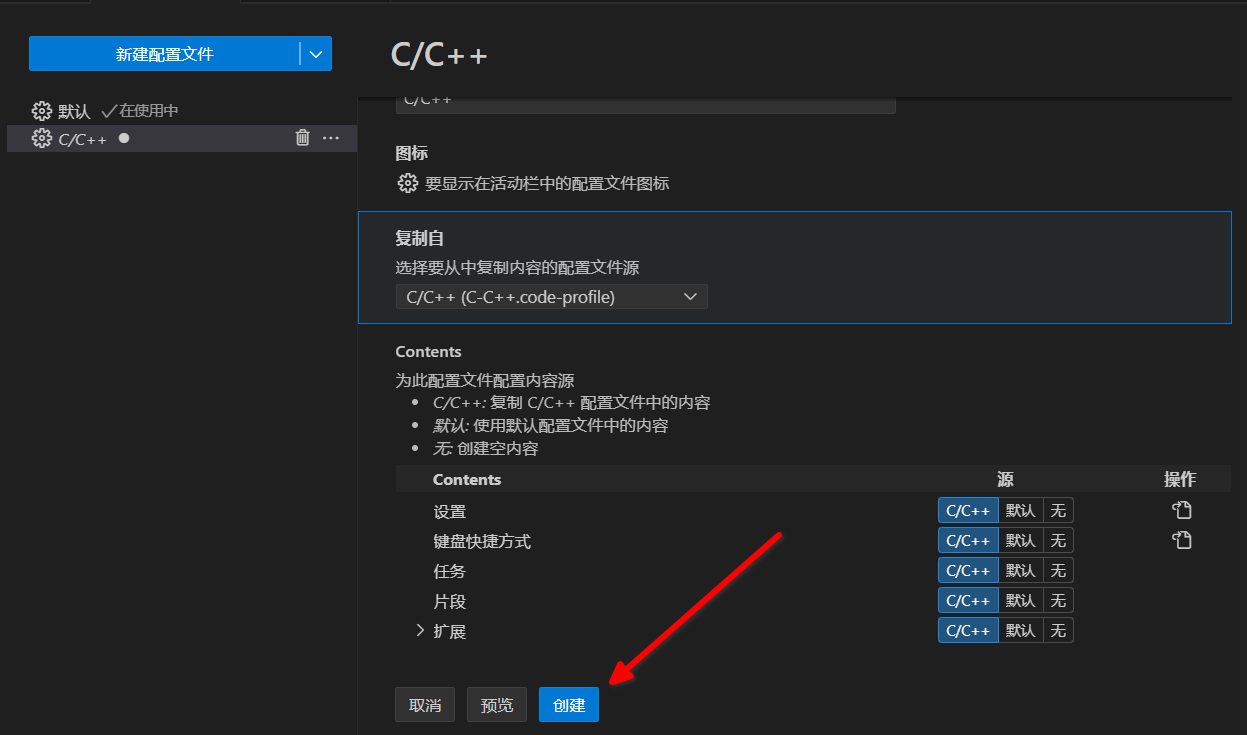 新建配置文件
C/C++
默认 在使用中
C/C++
C/C++
图标
要显示在活动栏中的配置文件图标
复制自
选择要从中复制内容的配置文件源
C/C++ (C-C++.code-profile)
Contents
为此配置文件配置内容源
C/C++: 复制 C/C++ 配置文件中的内容
默认: 使用默认配置文件中的内容
无: 创建空内容
Contents 源 操作
设置 C/C++ 默认 无
键盘快捷方式 C/C++ 默认 无
任务 C/C++ 默认 无
片段 C/C++ 默认 无
扩展 C/C++ 默认 无
取消 预览 创建